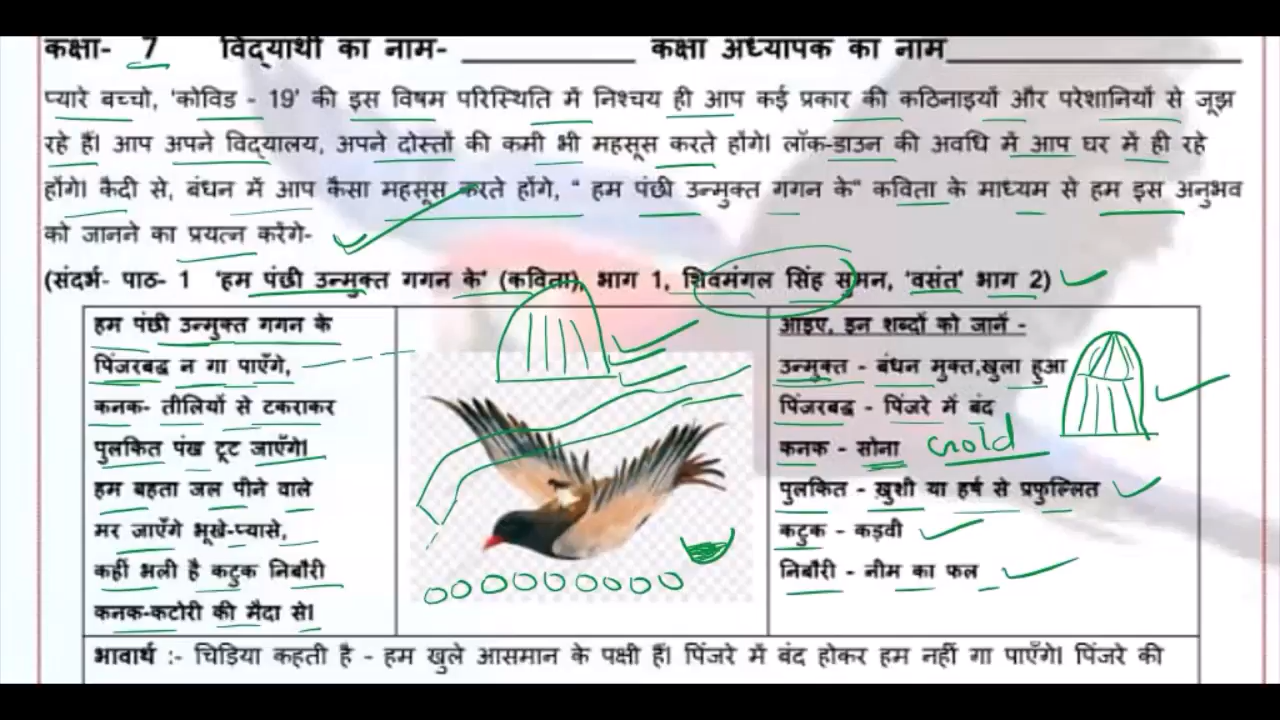 कक्षा- 7 विद्यार्थी का नाम- ______________ कक्षा अध्यापक का नाम________________________
प्यारे बच्चो, 'कोविड - 19' की इस विषम परिस्थिति में निश्चय ही आप कई प्रकार की कठिनाइयों और परेशानियों से जूझ
रहे हैं। आप अपने विद्यालय, अपने दोस्तों की कमी भी महसूस करते होंगे। लॉक-डाउन की अवधि में आप घर में ही रहे
होंगे। कैदी से, बंधन में आप कैसा महसूस करते होंगे, " हम पंछी उन्मुक्त गगन के" कविता के माध्यम से हम इस अनुभव
को जानने का प्रयत्न करेंगे-
(संदर्भ- पाठ- 1 'हम पंछी उन्मुक्त गगन के' (कविता), भाग 1, शिवमंगल सिंह सुमन, 'वसंत' भाग 2)
हम पंछी उन्मुक्त गगन के
पिंजरबद्ध न गा पाएँगे,
कनक- तीलियों से टकराकर
पुलकित पंख टूट जाएँगे।
हम बहता जल पीने वाले
मर जाएँगे भूखे-प्यासे,
कहीं भली है कटुक निबौरी
कनक-कटोरी की मैदा से।
आइए, इन शब्दों को जानें -
उन्मुक्त - बंधन मुक्त,खुला हुआ
पिंजरबद्ध - पिंजरे में बंद
कनक - सोना Gold
पुलकित - ख़ुशी या हर्ष से प्रफुल्लित
कटुक - कड़वी
निबौरी - नीम का फल
भावार्थ :- चिड़िया कहती है - हम खुले आसमान के पक्षी हैं। पिंजरे में बंद होकर हम नहीं गा पाएँगे। पिंजरे की